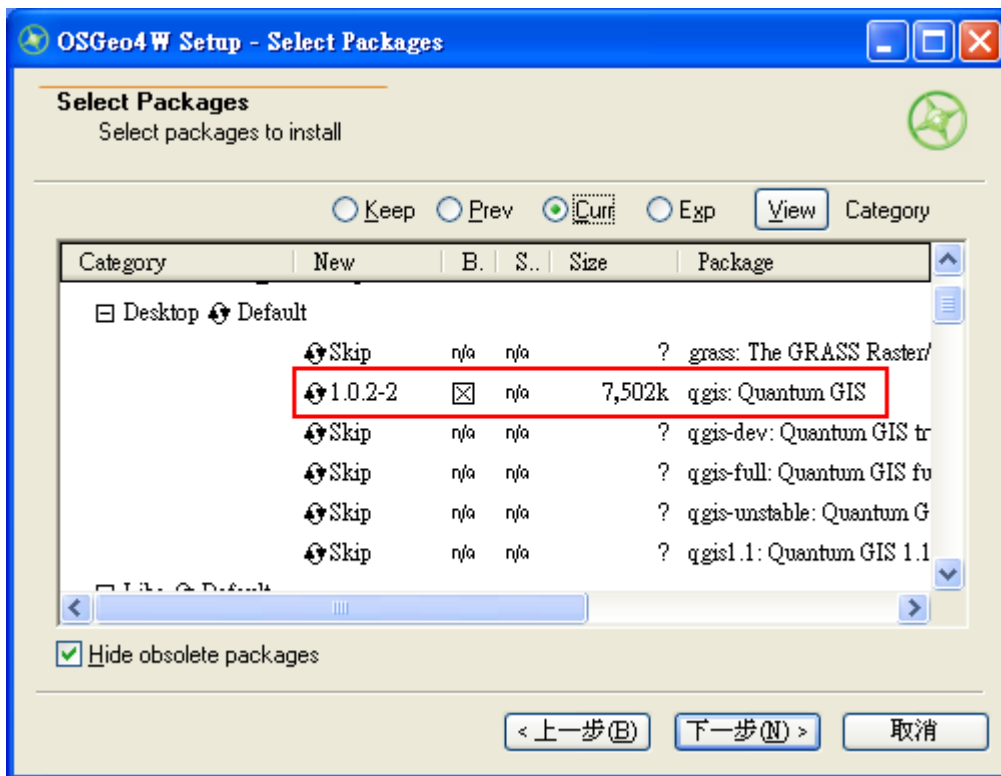 OSGeo4W Setup - Select Packages
Select Packages
Select packages to install
Keep Prev Curr Exp View Category
Category New B. S.. Size Package
Desktop Default
Skip n/a n/a ? grass: The GRASS Raster/
1.0.2-2 n/a 7,502k qgis: Quantum GIS
Skip n/a n/a ? qgis-dev: Quantum GIS tr
Skip n/a n/a ? qgis-full: Quantum GIS fu
Skip n/a n/a ? qgis-unstable: Quantum G
Skip n/a n/a ? qgis1.1: Quantum GIS 1.1
Hide obsolete packages
< 上一步(B) 下一步(N) > 取消